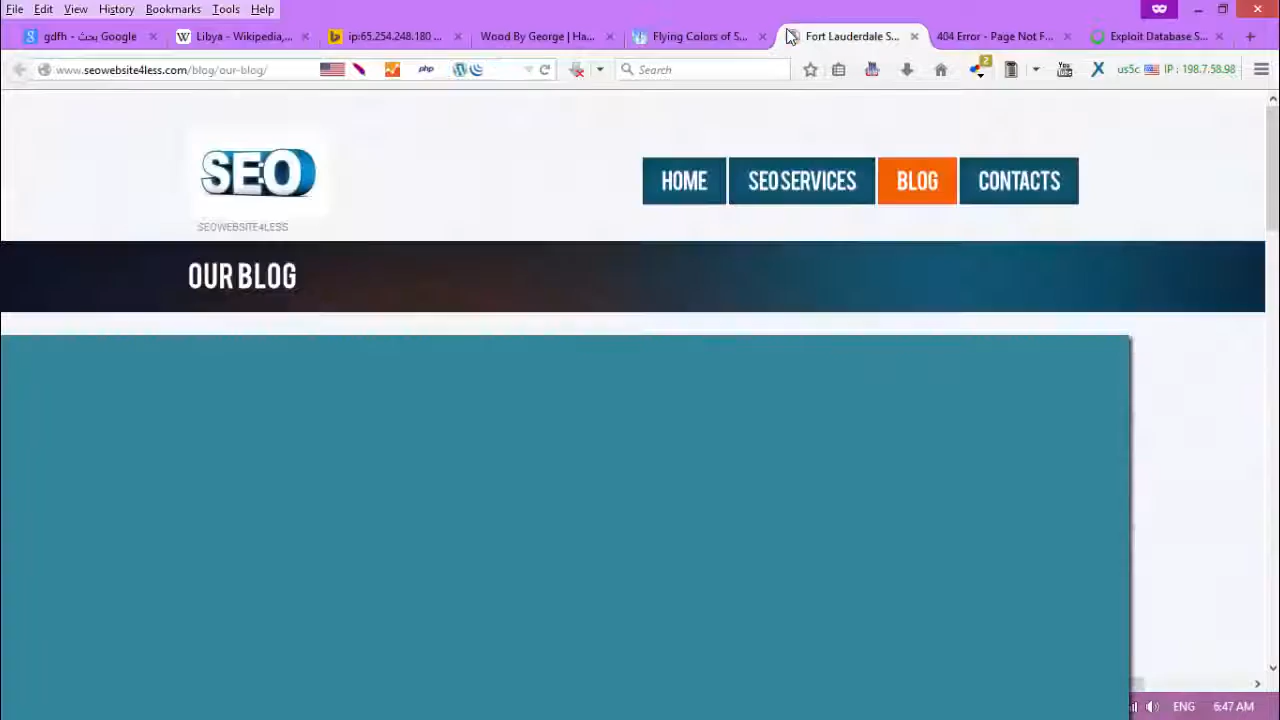 File Edit View History Bookmarks Tools Help
gdfh - بحث Google
Libya - Wikipedia,...
ip:65.254.248.180 ...
Wood By George | Ha...
Flying Colors of S...
Fort Lauderdale S...
404 Error - Page Not F...
Exploit Database S...
www.seowebsite4less.com/blog/our-blog/
php
Search
2
You
us5c IP : 198.7.58.98
SEO
SEOWEBSITE4LESS
HOME SEO SERVICES BLOG CONTACTS
OUR BLOG
ENG 6:47 AM